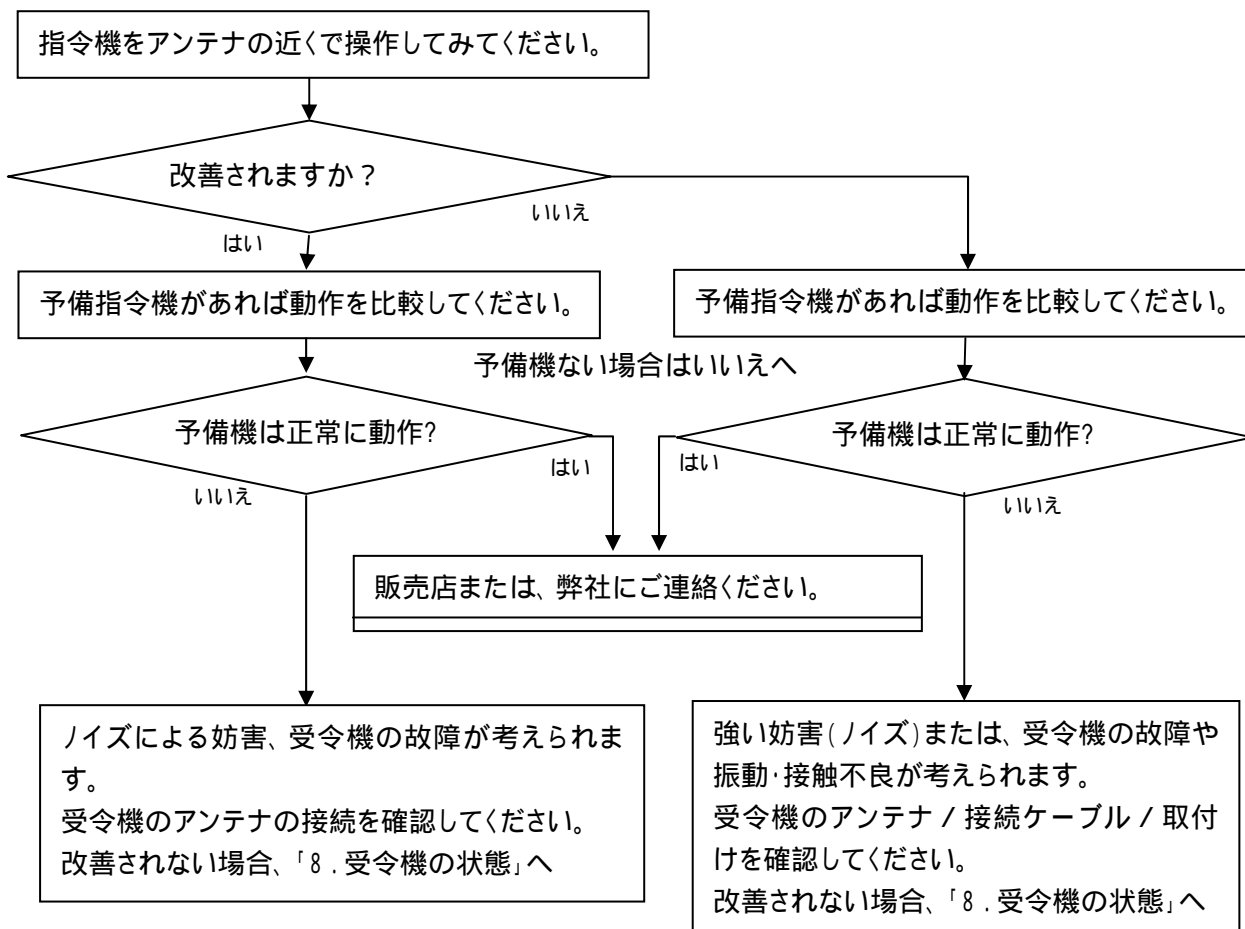 指令機をアンテナの近くで操作してみてください。
改善されますか？
いいえ
はい
予備指令機があれば動作を比較してください。
予備指令機があれば動作を比較してください。
予備機ない場合はいいえへ
予備機は正常に動作?
はい
いいえ
予備機は正常に動作?
はい
いいえ
販売店または、弊社にご連絡ください。
ノイズによる妨害、受令機の故障が考えられま
す。
受令機のアンテナの接続を確認してください。
改善されない場合、「８．受令機の状態」へ
強い妨害(ノイズ)または、受令機の故障や
振動･接触不良が考えられます。
受令機のアンテナ / 接続ケーブル / 取付
けを確認してください。
改善されない場合、「８．受令機の状態」へ